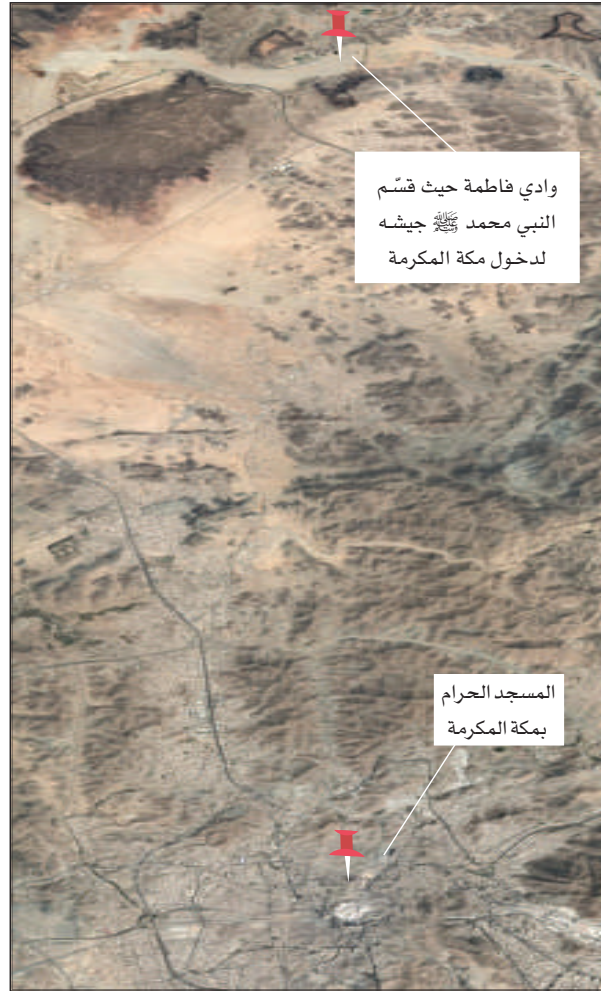 وادي فاطمة حيث قسّم
النبي محمد ﷺ جيشه
لدخول مكة المكرمة
المسجد الحرام
بمكة المكرمة